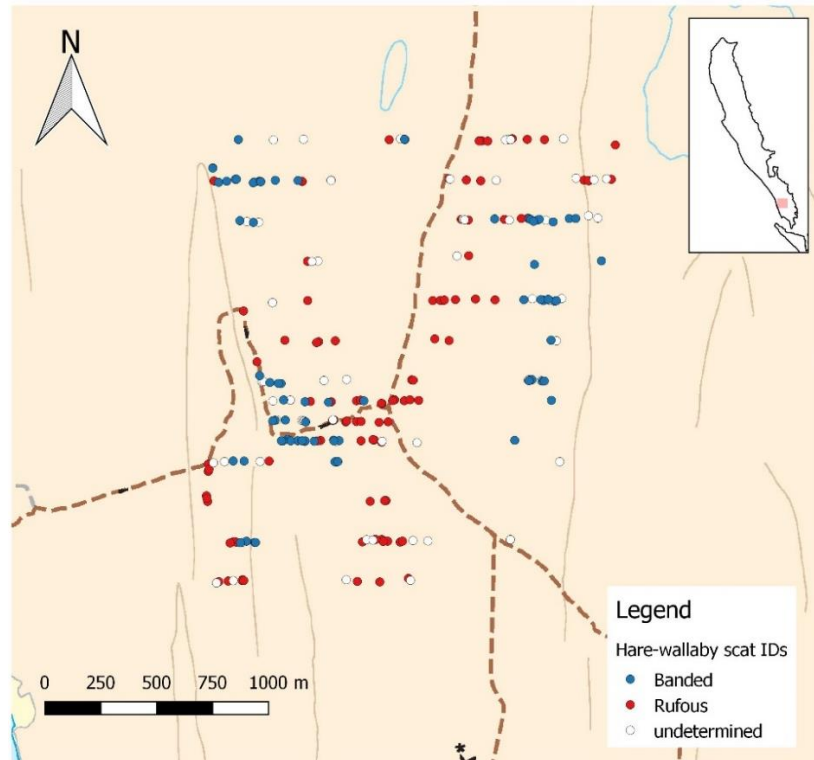 N
Legend
Hare-wallaby scat IDs
Banded
Rufous
undetermined
0 250 500 750 1000 m
*